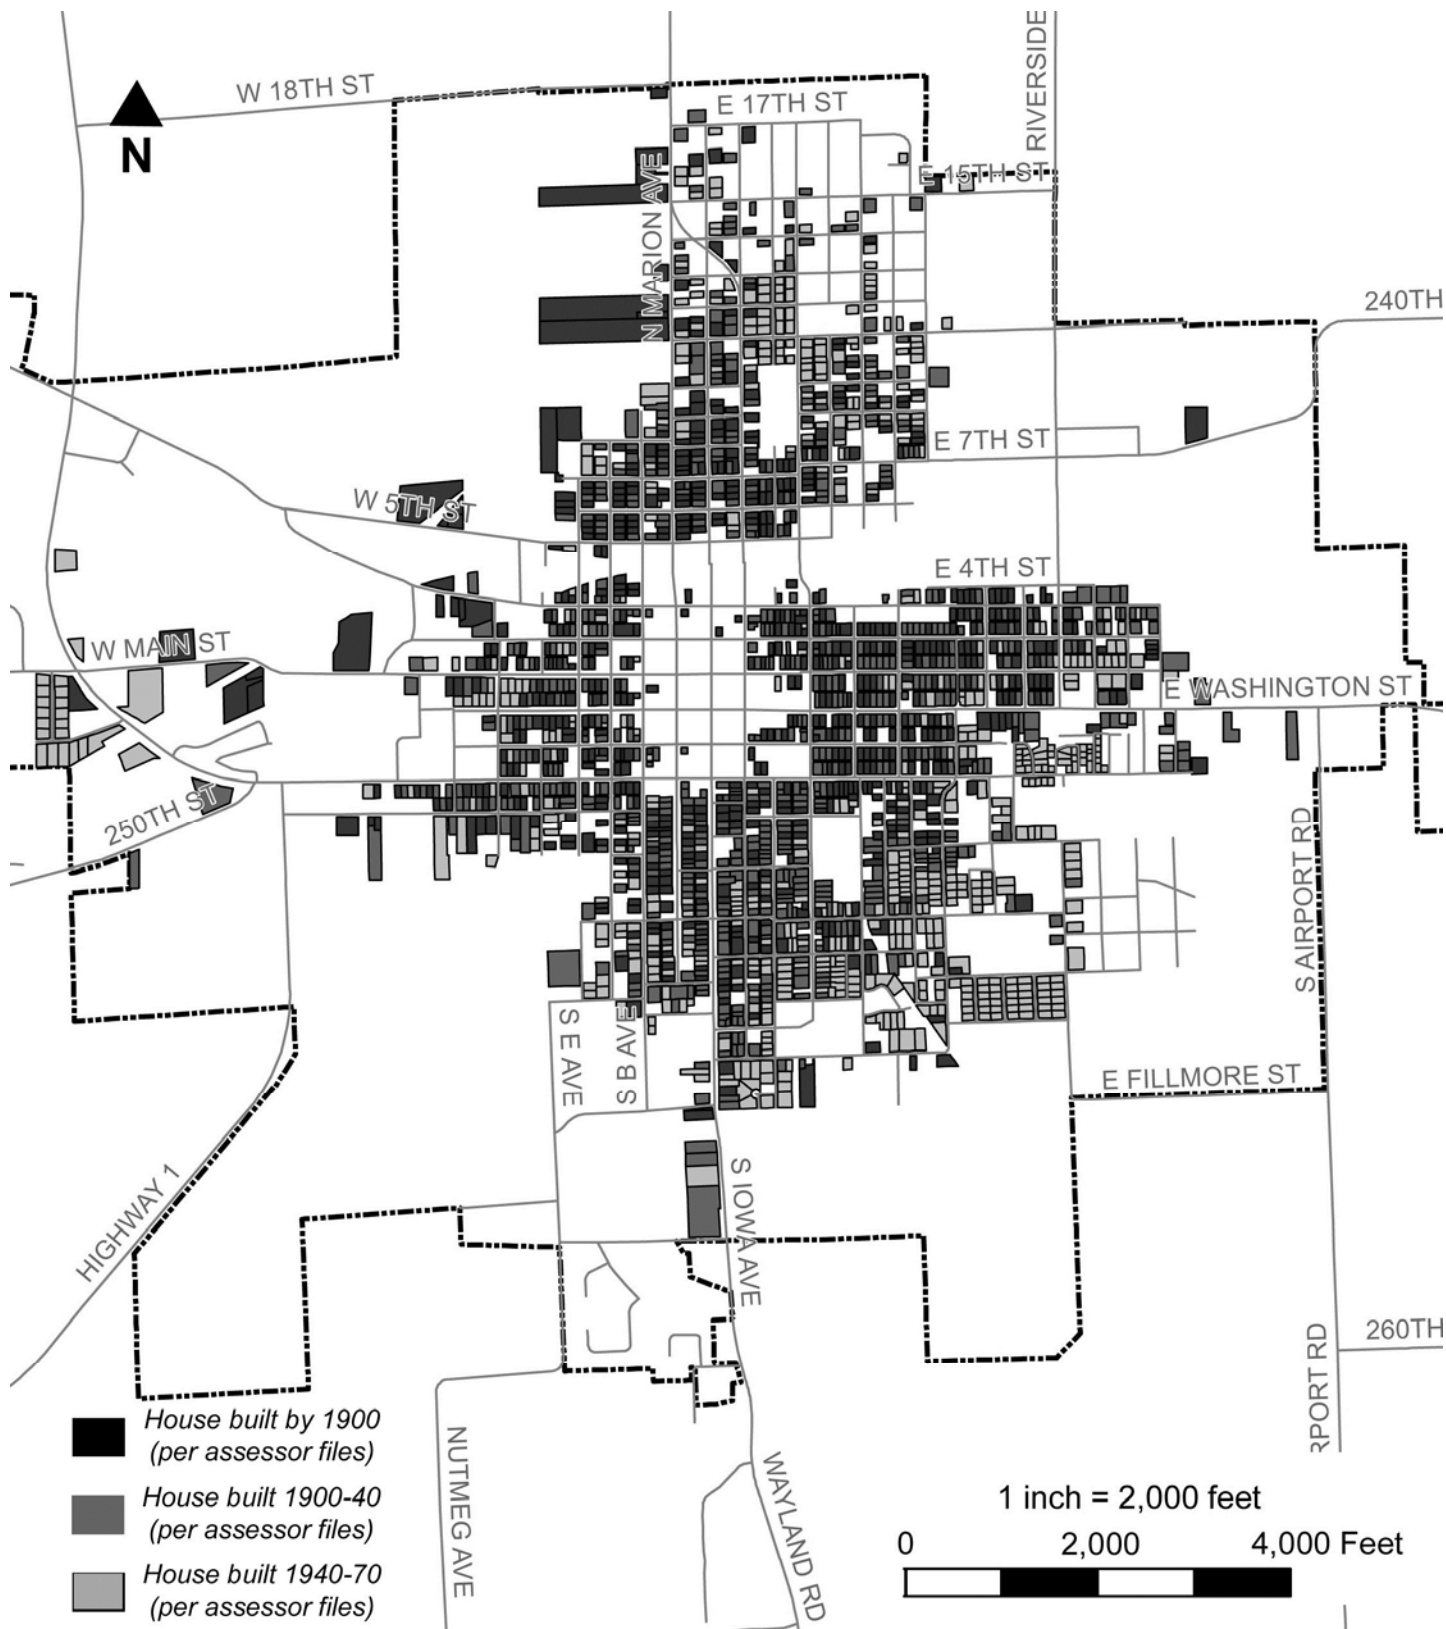 RIVERSIDE
W 18TH ST
E 17TH ST
N
E 15TH ST
N MARION AVE
240TH
E 7TH ST
W 5TH ST
E 4TH ST
W MAIN ST
E WASHINGTON ST
250TH ST
S AIRPORT RD
S E AVE
S B AVE
E FILLMORE ST
HIGHWAY 1
S IOWA AVE
260TH
RPORT RD
NUTMEG AVE
WAYLAND RD
House built by 1900
(per assessor files)
House built 1900-40
(per assessor files)
House built 1940-70
(per assessor files)
1 inch = 2,000 feet
0 2,000 4,000 Feet